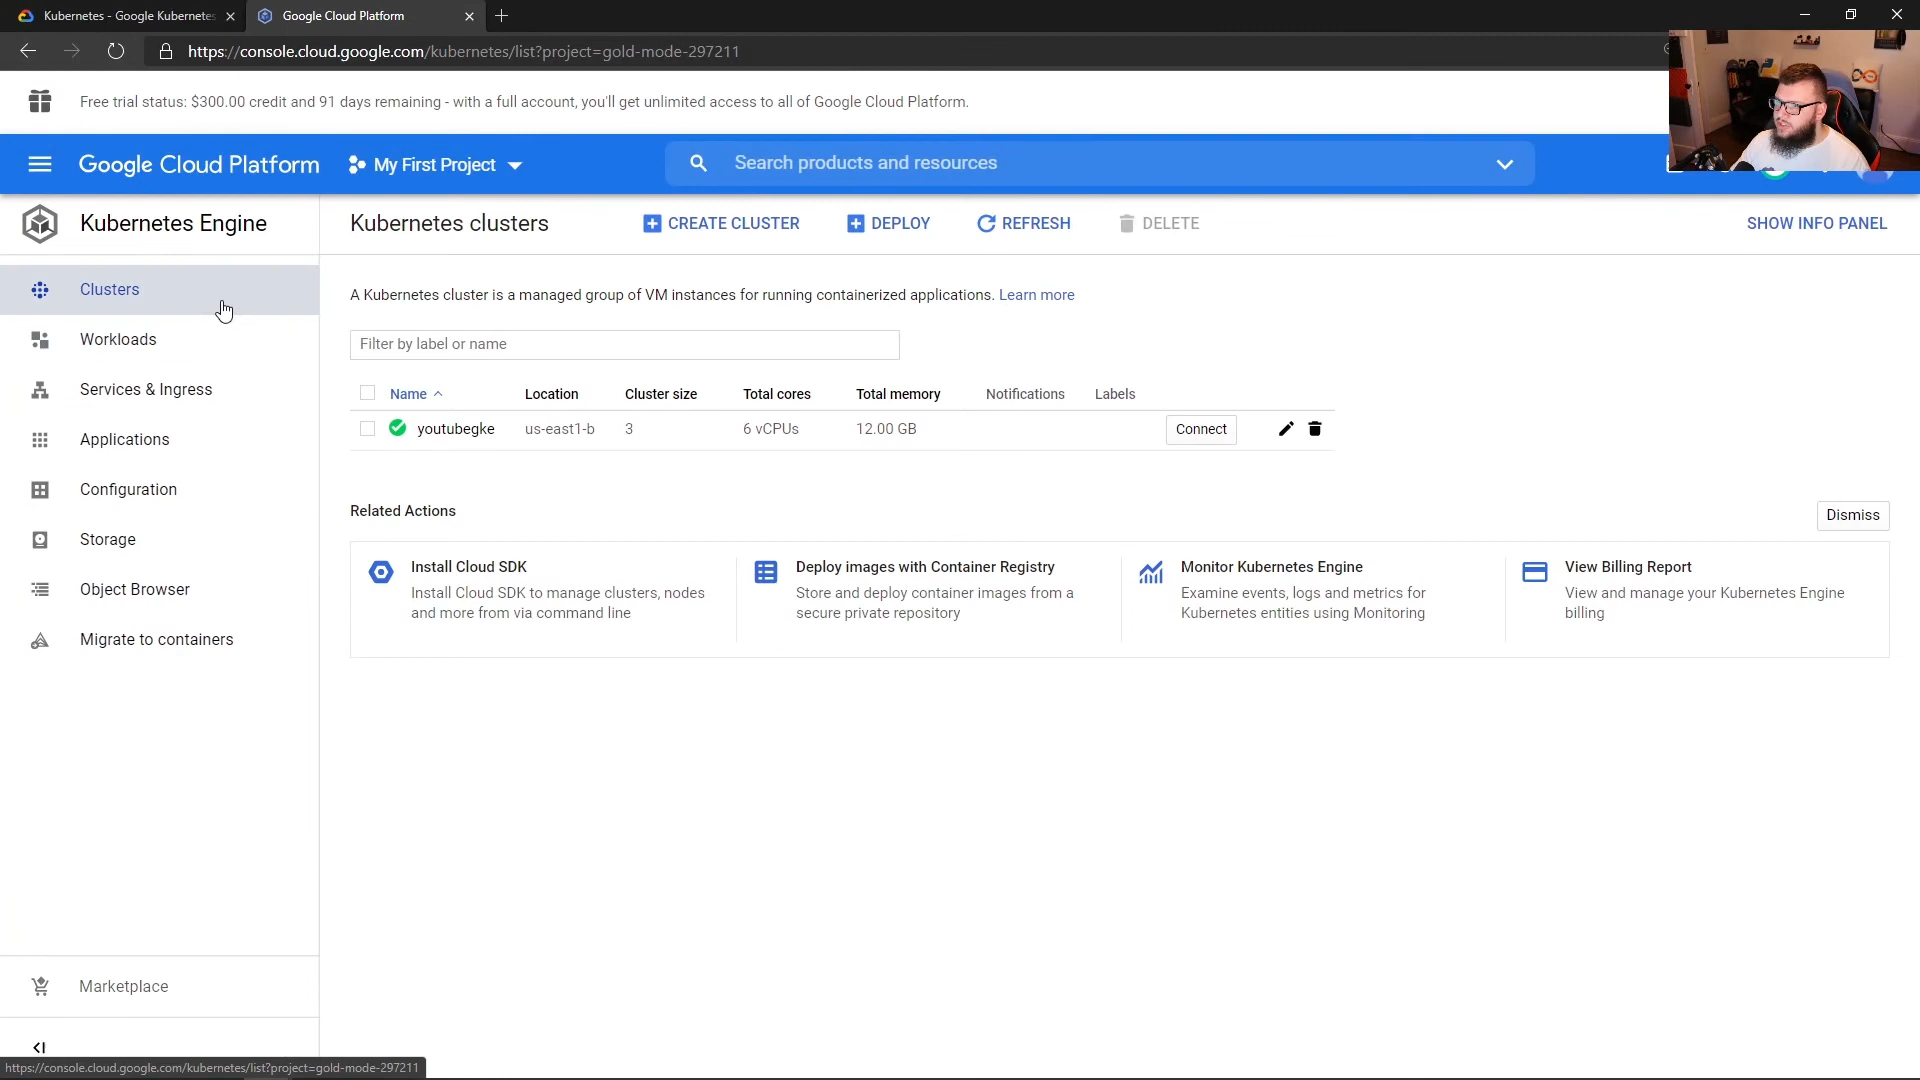 Kubernetes - Google Kubernetes
Google Cloud Platform
https://console.cloud.google.com/kubernetes/list?project=gold-mode-297211
Free trial status: $300.00 credit and 91 days remaining - with a full account, you'll get unlimited access to all of Google Cloud Platform.
Google Cloud Platform
My First Project
Search products and resources
Kubernetes Engine
Kubernetes clusters
CREATE CLUSTER
DEPLOY
REFRESH
DELETE
SHOW INFO PANEL
Clusters
Workloads
Services & Ingress
Applications
Configuration
Storage
Object Browser
Migrate to containers
Marketplace
A Kubernetes cluster is a managed group of VM instances for running containerized applications. Learn more
Filter by label or name
Name Location Cluster size Total cores Total memory Notifications Labels
youtubegke us-east1-b 3 6 vCPUs 12.00 GB Connect
Related Actions
Dismiss
Install Cloud SDK
Install Cloud SDK to manage clusters, nodes
and more from via command line
Deploy images with Container Registry
Store and deploy container images from a
secure private repository
Monitor Kubernetes Engine
Examine events, logs and metrics for
Kubernetes entities using Monitoring
View Billing Report
View and manage your Kubernetes Engine
billing
https://console.cloud.google.com/kubernetes/list?project=gold-mode-297211